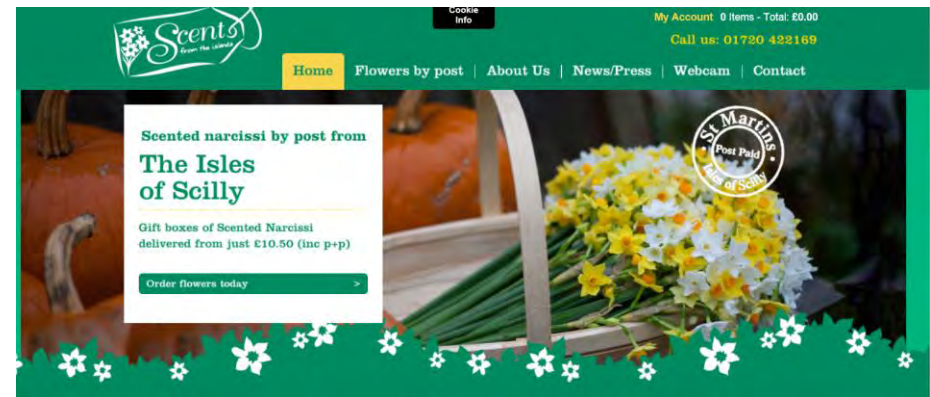 Scents
from the islands
Cookie
Info
My Account 0 Items - Total: £0.00
Call us: 01720 422169
Home
Flowers by post | About Us | News/Press | Webcam | Contact
Scented narcissi by post from
The Isles
of Scilly
Gift boxes of Scented Narcissi
delivered from just £10.50 (inc p+p)
Order flowers today >
St Martins
Post Paid
Isles of Scilly